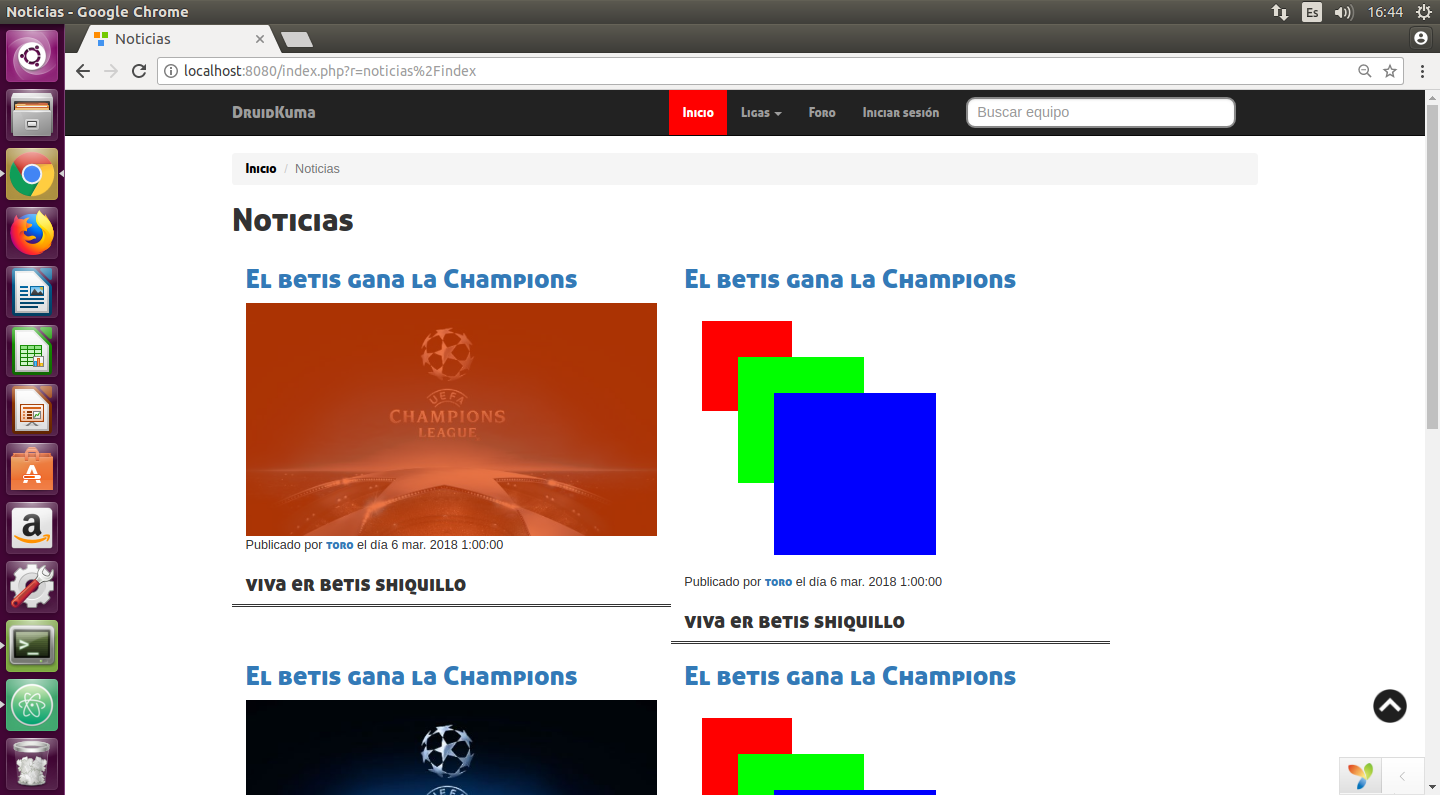 Noticias - Google Chrome
Es
16:44
Noticias
localhost:8080/index.php?r=noticias%2Findex
DruidKuma
Inicio
Ligas
Foro
Iniciar sesión
Buscar equipo
Inicio / Noticias
Noticias
El betis gana la Champions
El betis gana la Champions
UEFA
CHAMPIONS
LEAGUE
Publicado por toro el día 6 mar. 2018 1:00:00
Publicado por toro el día 6 mar. 2018 1:00:00
viva er betis shiquillo
viva er betis shiquillo
El betis gana la Champions
El betis gana la Champions
UEFA